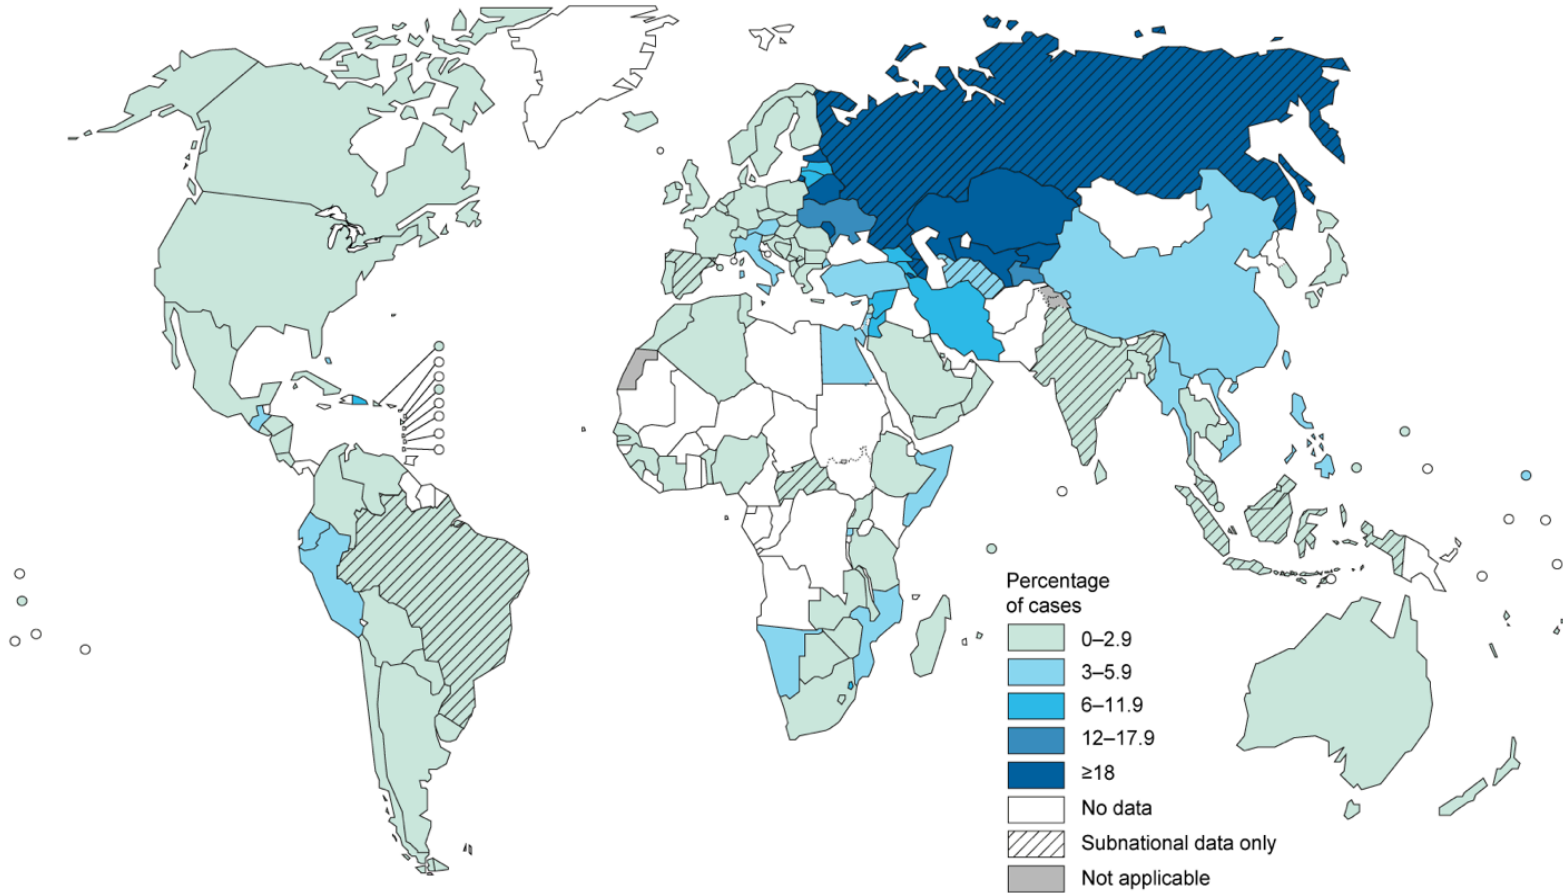 Percentage
of cases
0–2.9
3–5.9
6–11.9
12–17.9
≥18
No data
Subnational data only
Not applicable